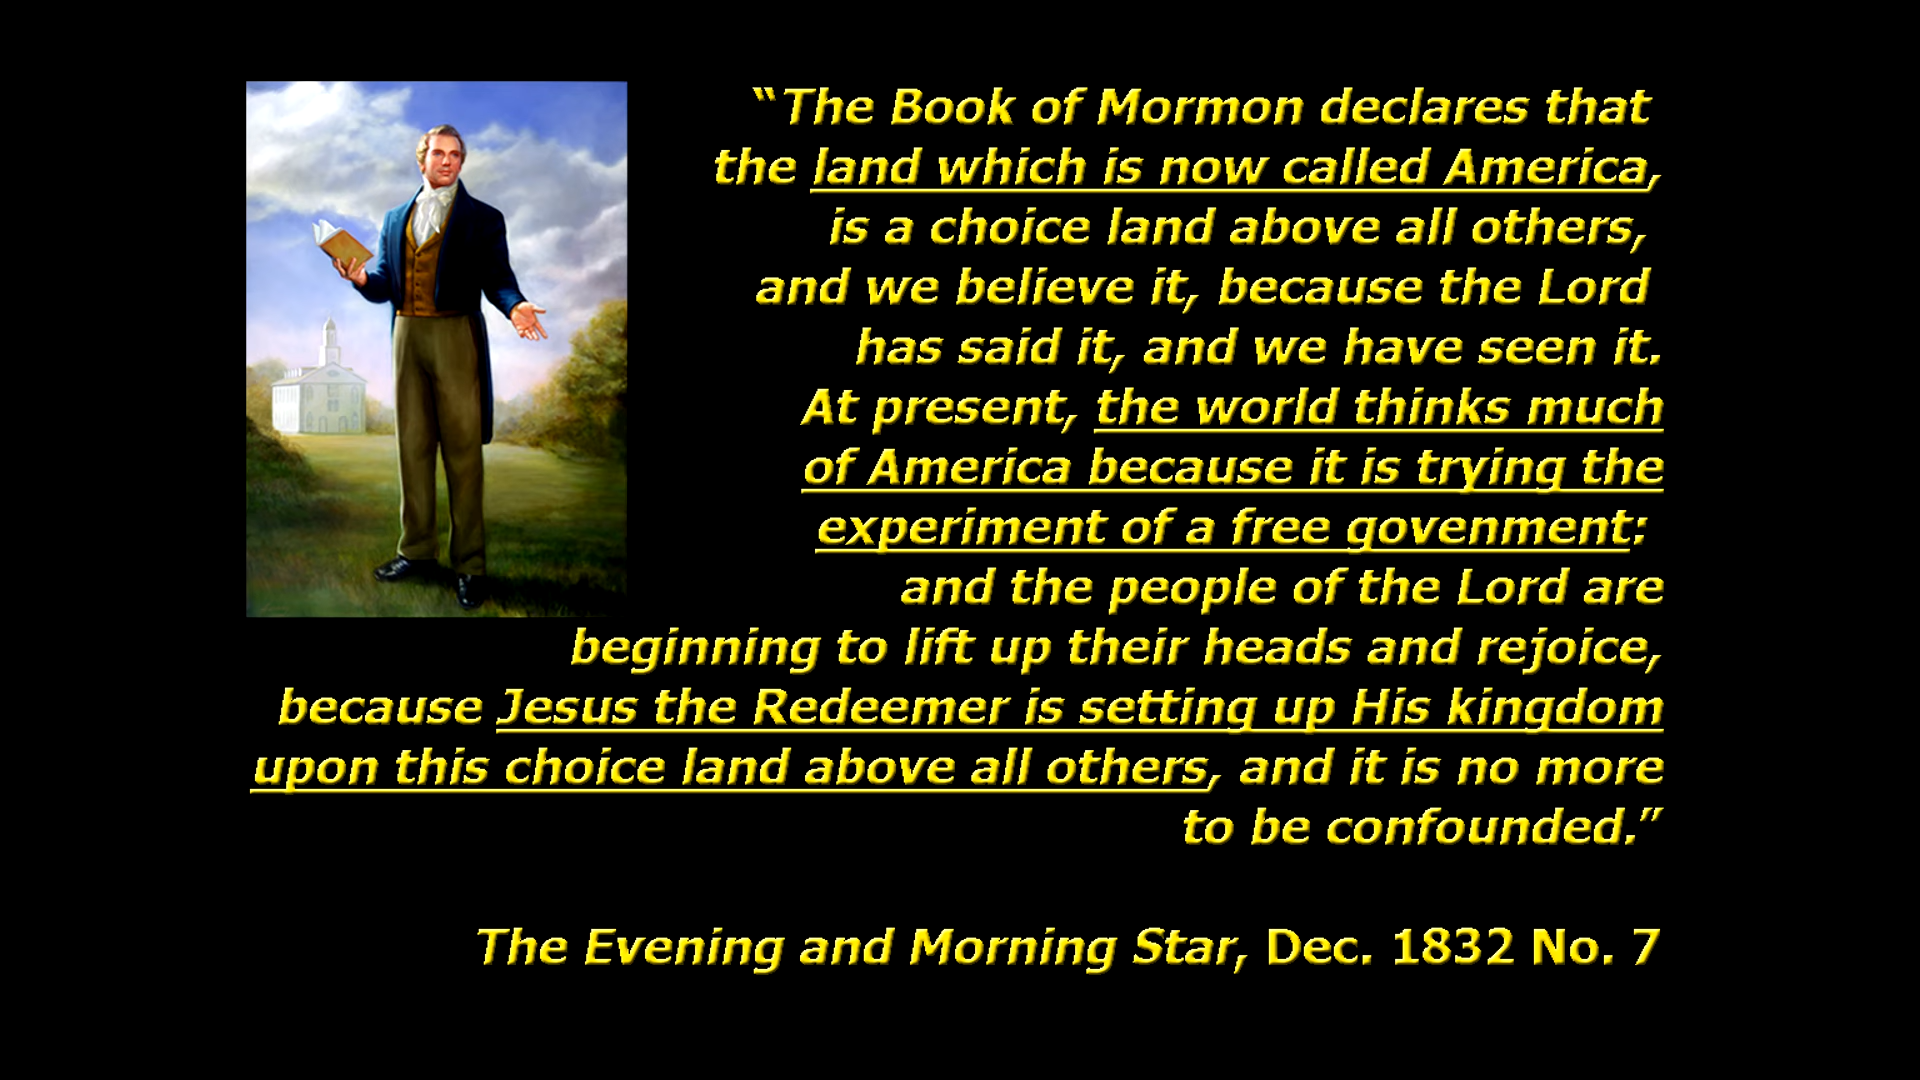 “The Book of Mormon declares that
the land which is now called America,
is a choice land above all others,
and we believe it, because the Lord
has said it, and we have seen it.
At present, the world thinks much
of America because it is trying the
experiment of a free govenment:
and the people of the Lord are
beginning to lift up their heads and rejoice,
because Jesus the Redeemer is setting up His kingdom
upon this choice land above all others, and it is no more
to be confounded.”
The Evening and Morning Star, Dec. 1832 No. 7